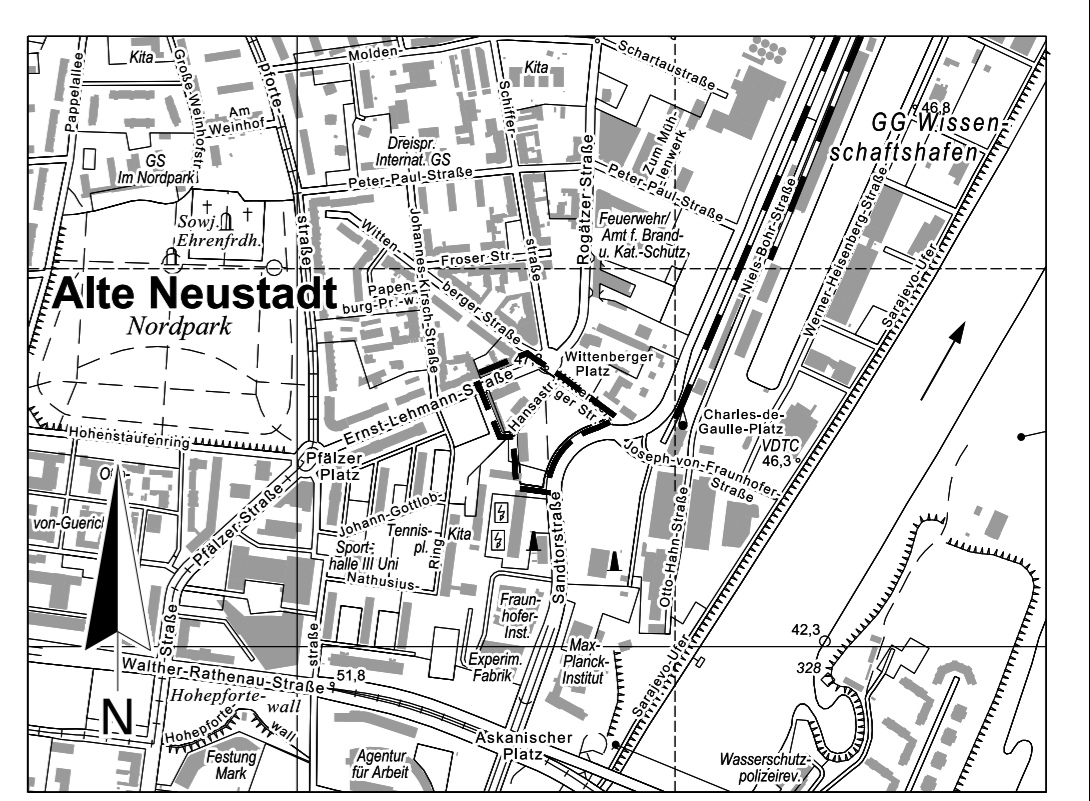 Kita
Molden-
Kita
Schartaustraße
Pappelallee
Große-Weinhofstr.
Pforte-
Am
Weinhof
Schiffer-
46,8
GG Wissen-
schaftshafen
Dreispr.
Internat. GS
GS
Im Nordpark
Zum Müh-
lenwerk
Peter-Paul-Straße
Peter-Paul-Straße
Rogätzer-Straße
Sowj.
Ehrenfrdh.
straße
Witten-
berger-Straße
Johannes-Kirsch-Straße
Froser Str.
straße
Feuerwehr/
Amt f. Brand-
u. Kat.-Schutz
Niels-Bohr-Straße
Werner-Heisenberg-Straße
Sarajevo-Ufer
Alte Neustadt
Nordpark
Papen-
burg-Pr.-w.
Wittenberger
Platz
Ernst-Lehmann-Straße
Hansastr.
ger Str.
Charles-de-
Gaulle-Platz
VDTC
46,3
Hohenstaufenring
Pfälzer
Platz
Joseph-von-Fraunhofer-
Straße
von-Guerick
Pfälzer-Straße
Johann-Gottlob-
Nathusius-
Ring
Tennis-
pl.
Kita
Sport-
halle III Uni
Sandtorstraße
Otto-Hahn-Straße
Fraun-
hofer-
Inst.
Experim.
Fabrik
Max-
Planck-
Institut
Sarajevo-Ufer
42,3
328
Straße
straße
Walther-Rathenau-Straße
51,8
N
Hohepforte-
wall
Hohepforte-
wall
Festung
Mark
Agentur
für Arbeit
Askanischer
Platz
Wasserschutz-
polizeirev.